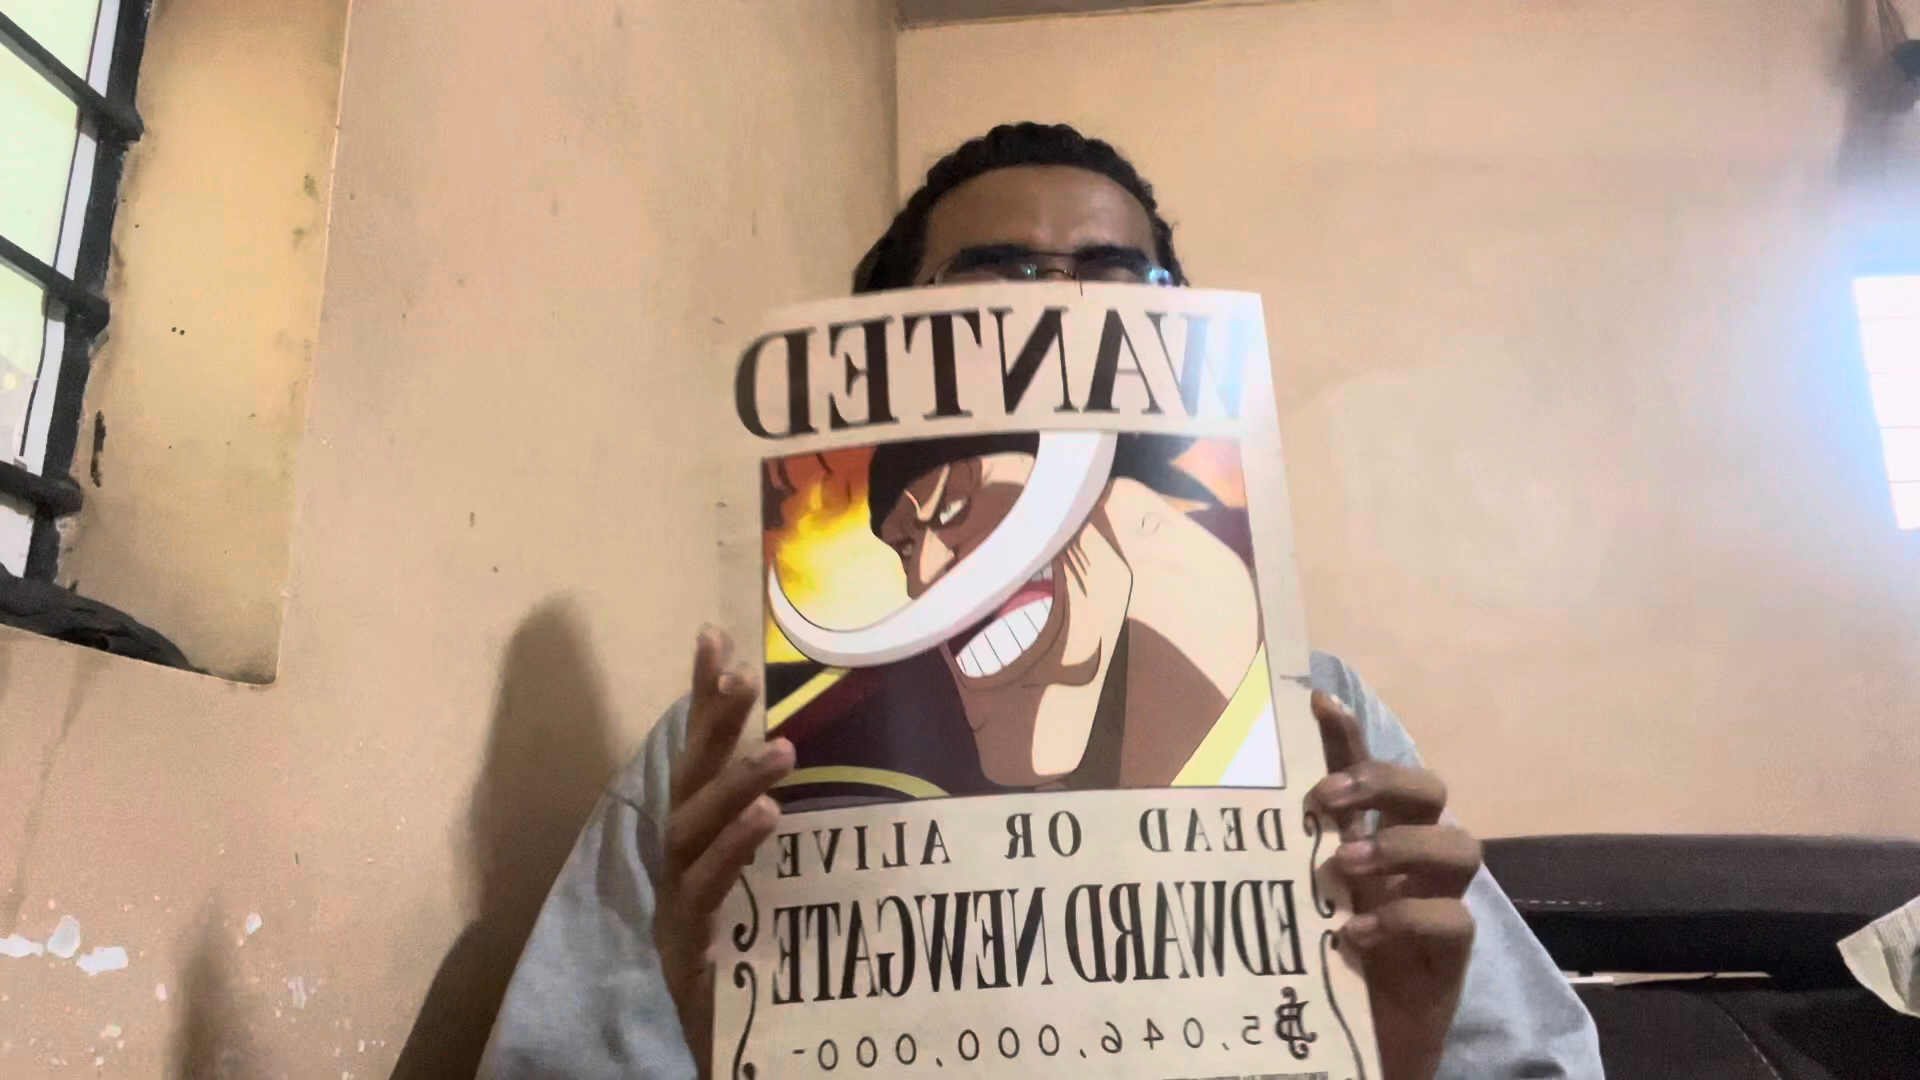 WANTED
DEAD OR ALIVE
EDWARD NEWGATE
฿5,046,000,000-